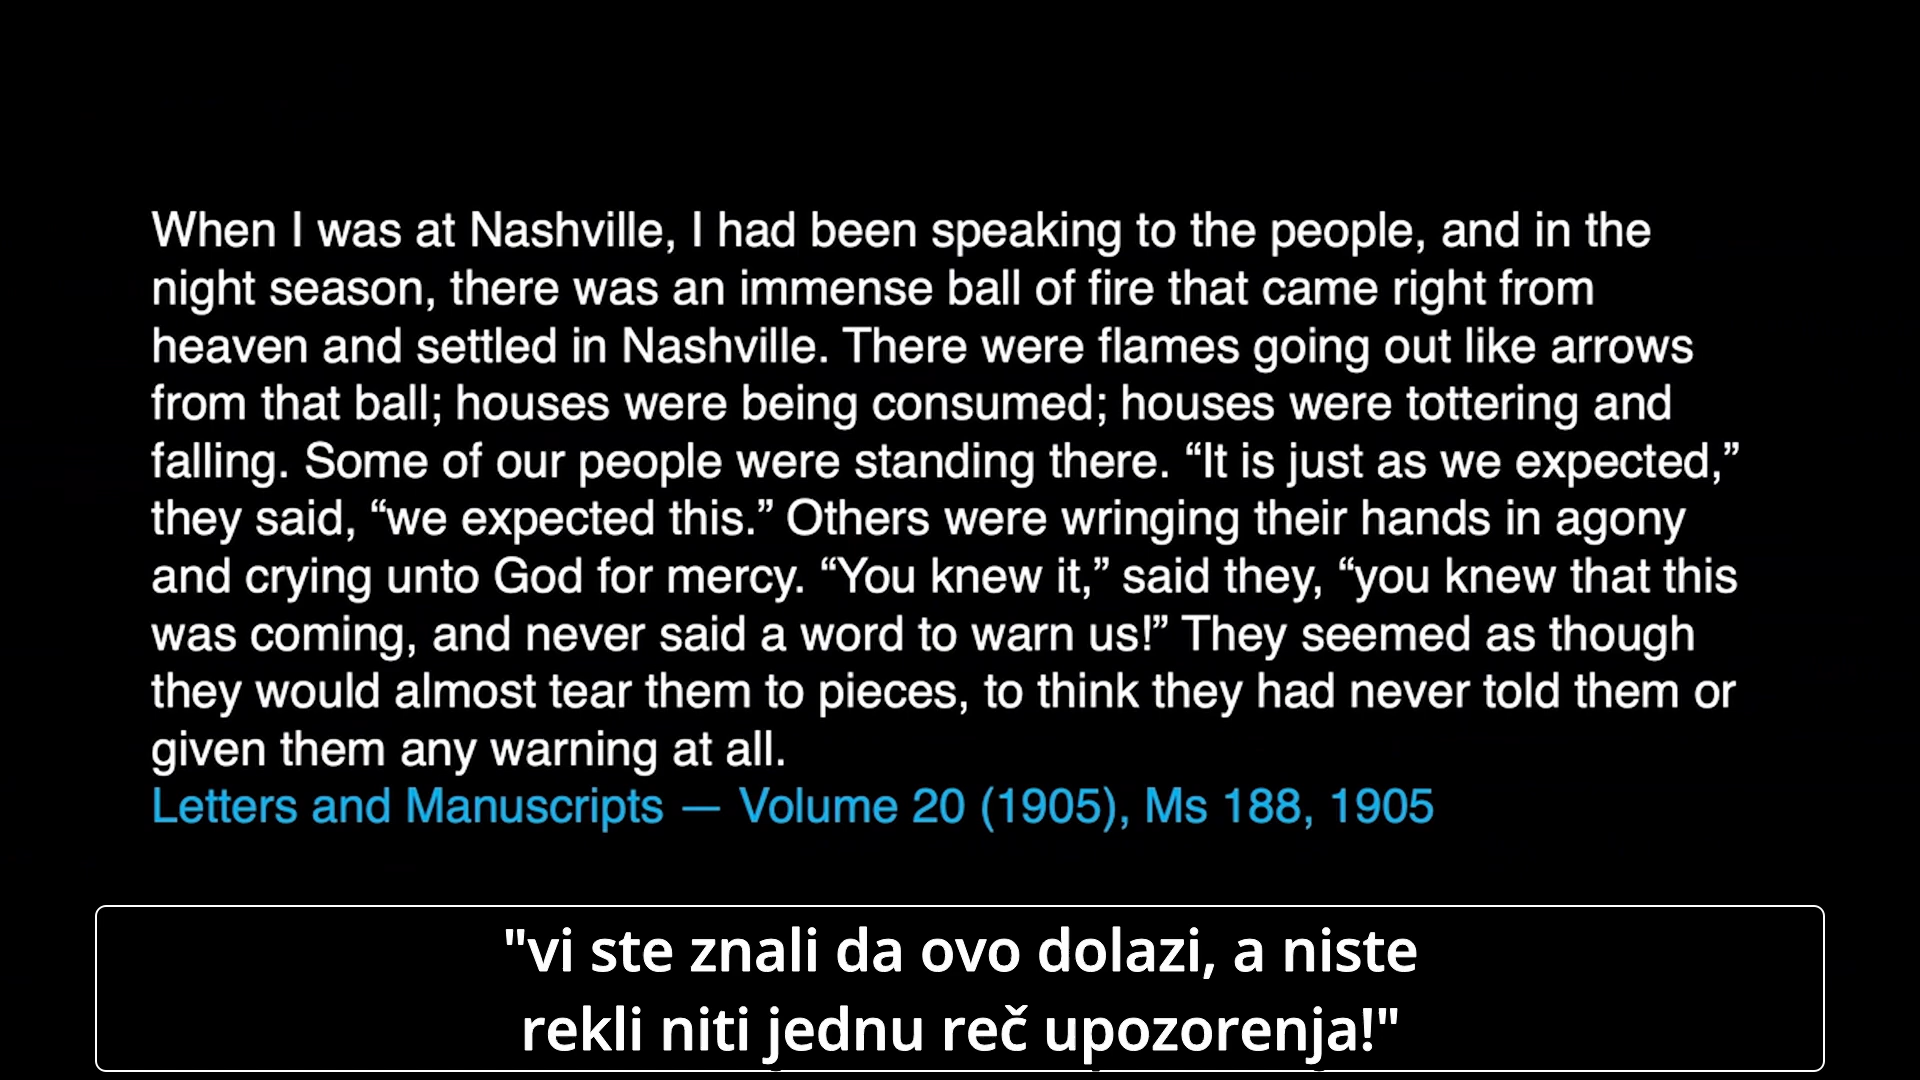 When I was at Nashville, I had been speaking to the people, and in the
night season, there was an immense ball of fire that came right from
heaven and settled in Nashville. There were flames going out like arrows
from that ball; houses were being consumed; houses were tottering and
falling. Some of our people were standing there. “It is just as we expected,”
they said, “we expected this.” Others were wringing their hands in agony
and crying unto God for mercy. “You knew it,” said they, “you knew that this
was coming, and never said a word to warn us!” They seemed as though
they would almost tear them to pieces, to think they had never told them or
given them any warning at all.
Letters and Manuscripts — Volume 20 (1905), Ms 188, 1905
"vi ste znali da ovo dolazi, a niste
rekli niti jednu reč upozorenja!"